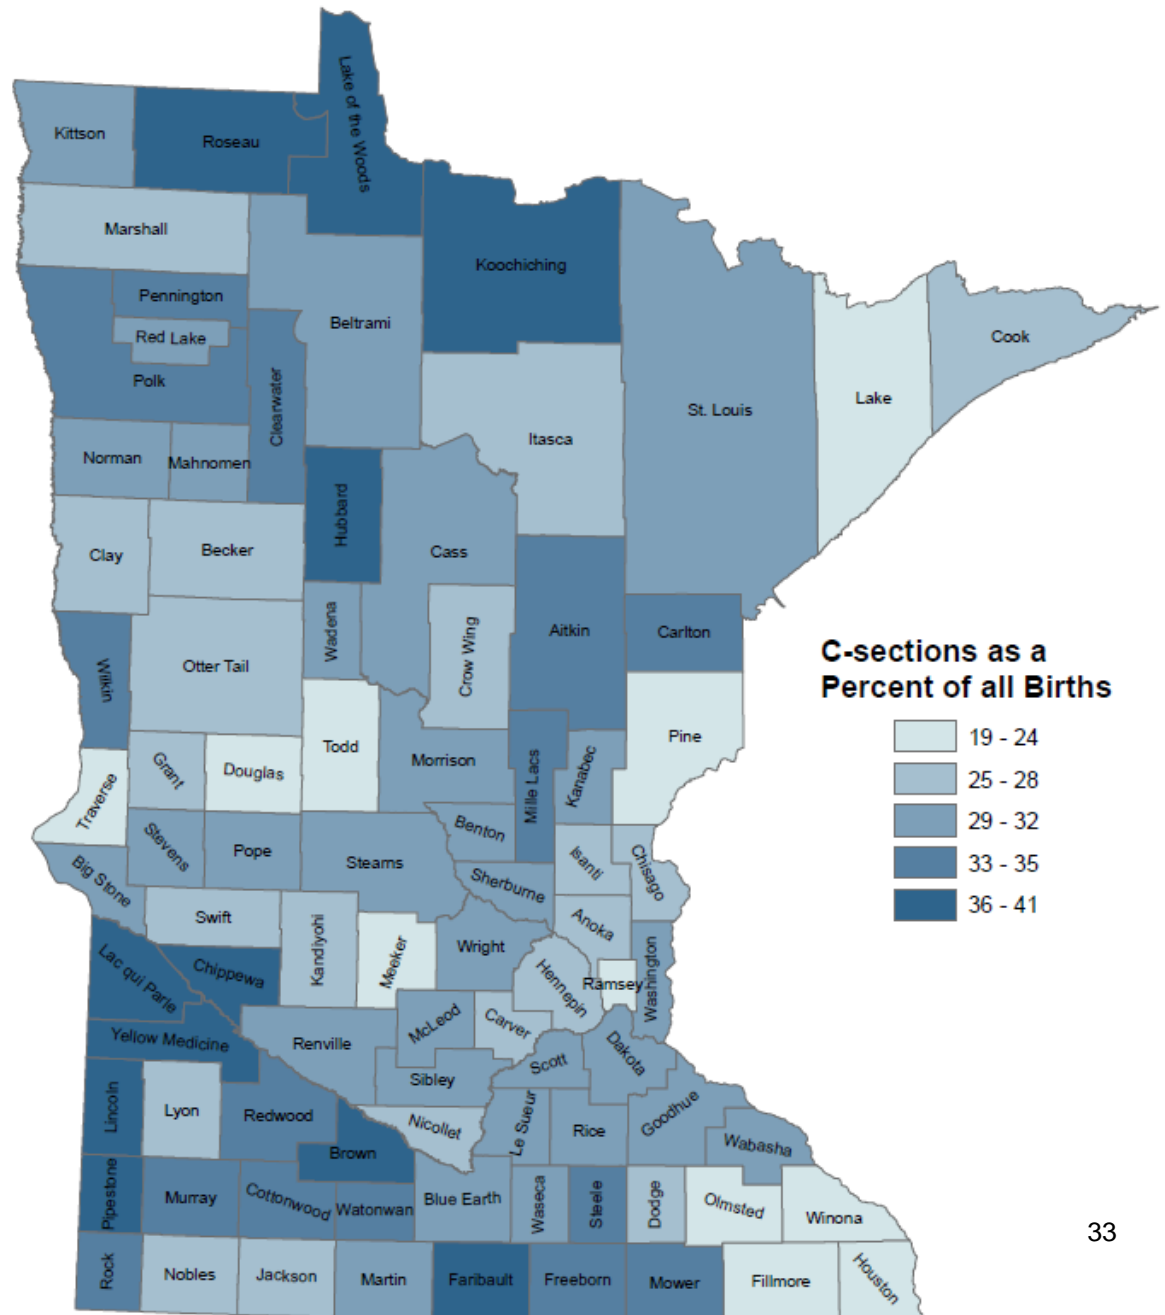 Lake of the Woods
Kittson
Roseau
Marshall
Koochiching
Pennington
Beltrami
Red Lake
Cook
Polk
Clearwater
Lake
St. Louis
Itasca
Norman
Mahnomen
Hubbard
Clay
Becker
Cass
Wadena
Aitkin
Carlton
Crow Wing
Otter Tail
Wilkin
C-sections as a
Percent of all Births
19 - 24
25 - 28
29 - 32
33 - 35
36 - 41
Todd
Pine
Morrison
Grant
Douglas
Kanabec
Traverse
Mille Lacs
Benton
Stevens
Pope
Stearns
Isanti
Chisago
Big Stone
Sherburne
Swift
Anoka
Kandiyohi
Meeker
Wright
Lac qui Parle
Chippewa
Hennepin
Ramsey
Washington
McLeod
Carver
Yellow Medicine
Renville
Dakota
Scott
Sibley
Lincoln
Lyon
Redwood
Nicollet
Le Sueur
Rice
Goodhue
Brown
Wabasha
Pipestone
Murray
Cottonwood
Watonwan
Blue Earth
Waseca
Steele
Dodge
Olmsted
Winona
33
Rock
Nobles
Jackson
Martin
Faribault
Freeborn
Mower
Fillmore
Houston